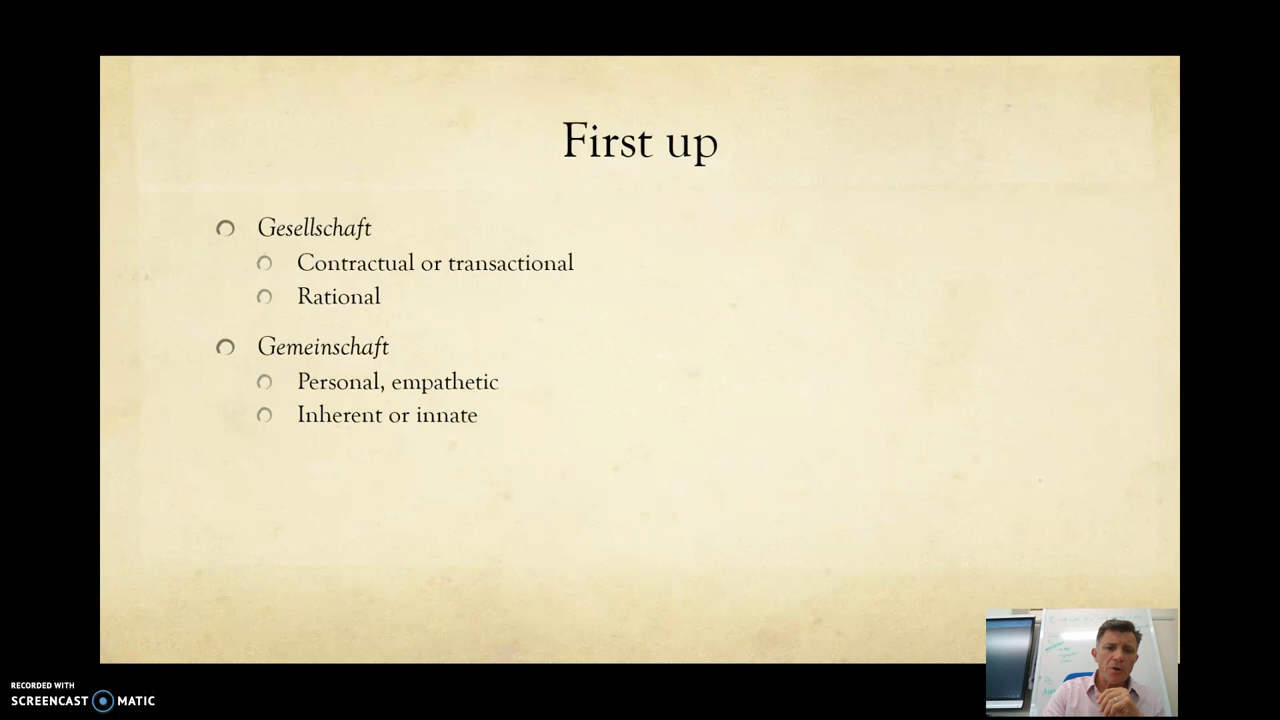 First up
Gesellschaft
Contractual or transactional
Rational
Gemeinschaft
Personal, empathetic
Inherent or innate
RECORDED WITH
SCREENCAST MATIC